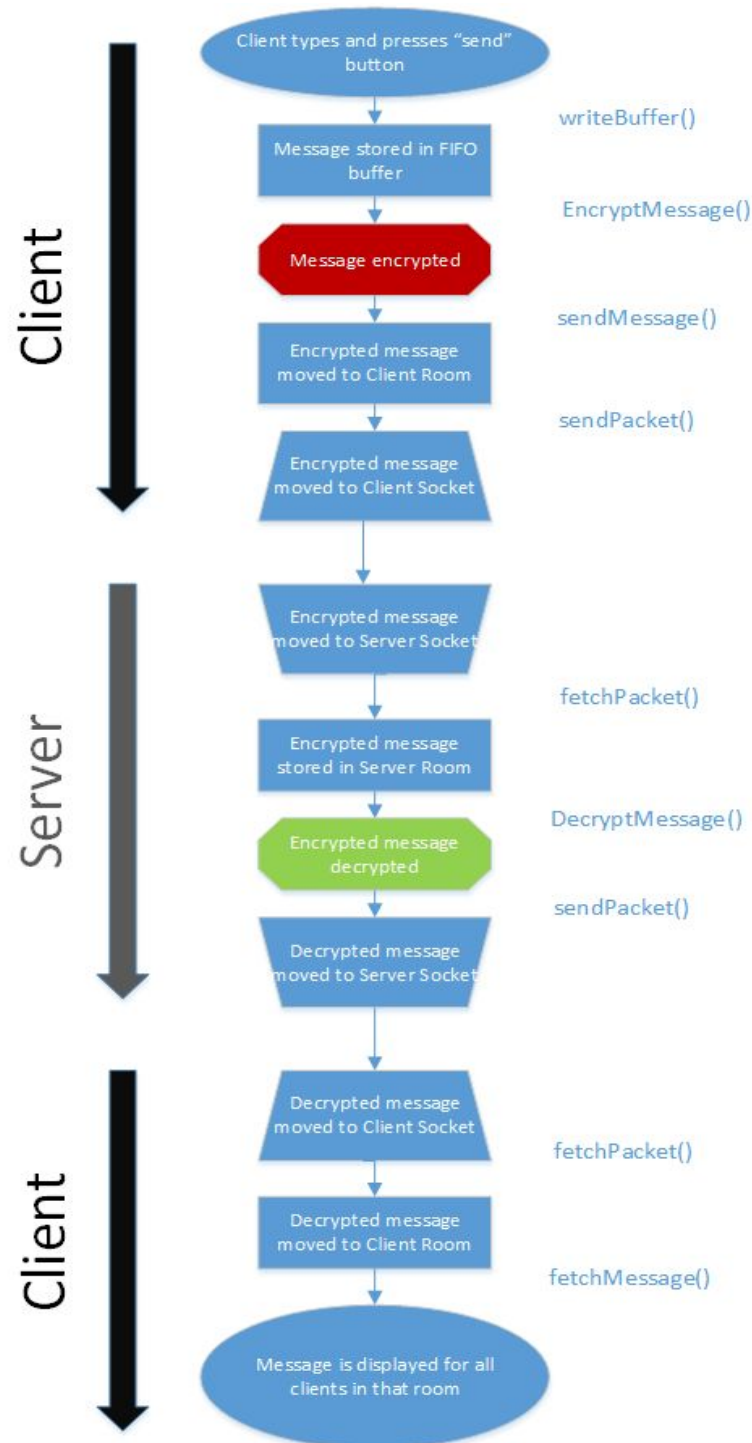 Client types and presses “send”
button
writeBuffer()
Message stored in FIFO
buffer
EncryptMessage()
Message encrypted
sendMessage()
Encrypted message
moved to Client Room
sendPacket()
Encrypted message
moved to Client Socket
Client
Encrypted message
moved to Server Socket
fetchPacket()
Encrypted message
stored in Server Room
DecryptMessage()
Encrypted message
decrypted
sendPacket()
Decrypted message
moved to Server Socket
Server
Decrypted message
moved to Client Socket
fetchPacket()
Decrypted message
moved to Client Room
fetchMessage()
Message is displayed for all
clients in that room
Client